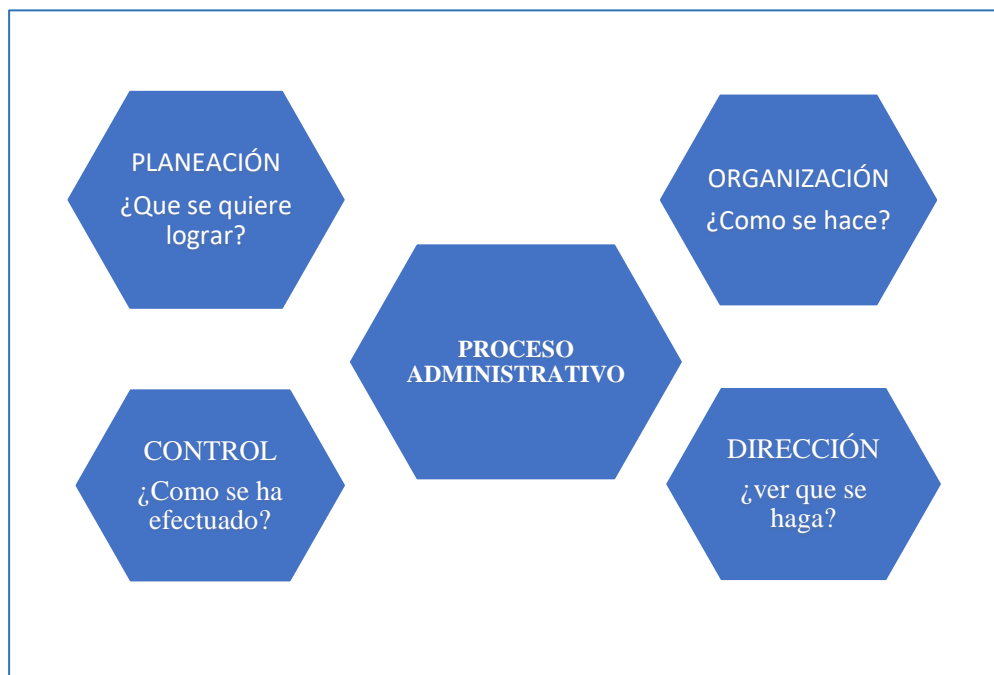 PLANEACIÓN
¿Que se quiere
lograr?
ORGANIZACIÓN
¿Como se hace?
PROCESO
ADMINISTRATIVO
CONTROL
¿Como se ha
efectuado?
DIRECCIÓN
¿ver que se
haga?